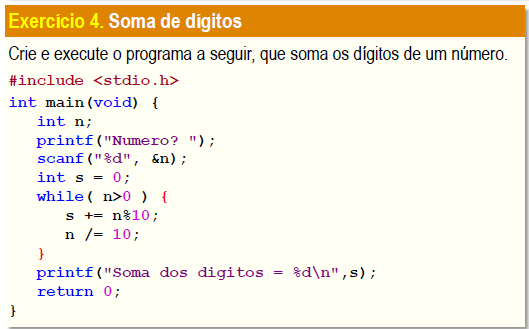 Exercício 4. Soma de dígitos
Crie e execute o programa a seguir, que soma os dígitos de um número.
#include <stdio.h>
int main(void) {
   int n;
   printf("Numero? ");
   scanf("%d", &n);
   int s = 0;
   while( n>0 ) {
      s += n%10;
      n /= 10;
   }
   printf("Soma dos digitos = %d\n",s);
   return 0;
}